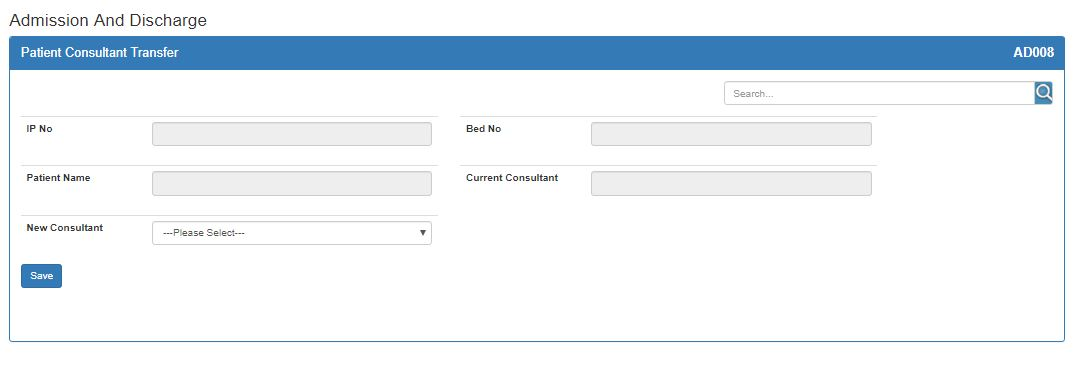 Admission And Discharge
Patient Consultant Transfer AD008
Search...
IP No Bed No
Patient Name Current Consultant
New Consultant ---Please Select---
Save